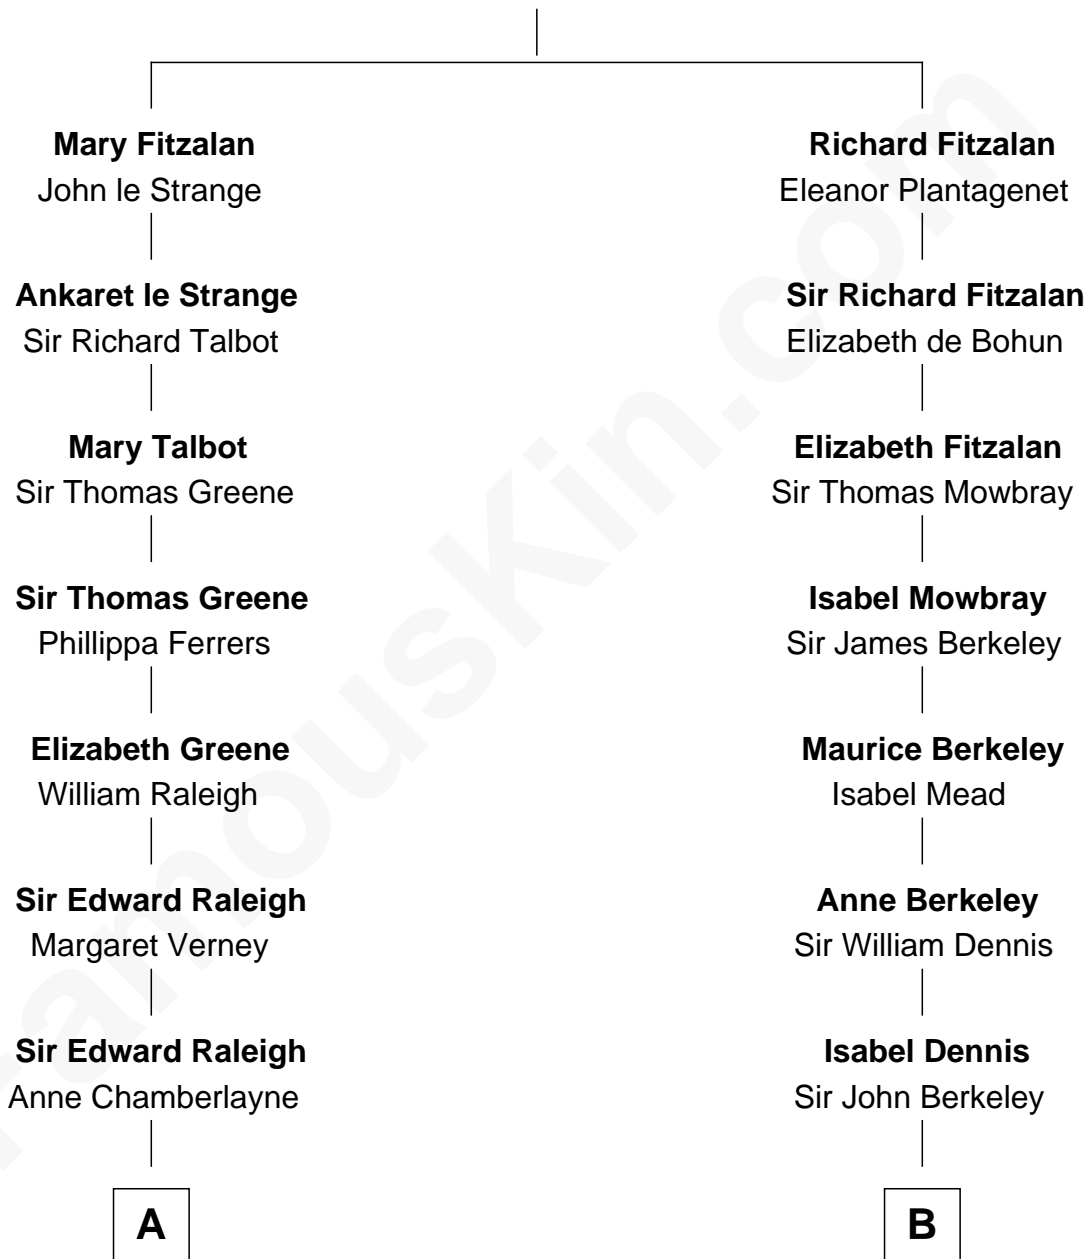 Mary Fitzalan
John le Strange
Richard Fitzalan
Eleanor Plantagenet
Ankaret le Strange
Sir Richard Talbot
Sir Richard Fitzalan
Elizabeth de Bohun
Mary Talbot
Sir Thomas Greene
Elizabeth Fitzalan
Sir Thomas Mowbray
Sir Thomas Greene
Phillippa Ferrers
Isabel Mowbray
Sir James Berkeley
Elizabeth Greene
William Raleigh
Maurice Berkeley
Isabel Mead
Sir Edward Raleigh
Margaret Verney
Anne Berkeley
Sir William Dennis
Sir Edward Raleigh
Anne Chamberlayne
Isabel Dennis
Sir John Berkeley
A
B
FamousKin.com